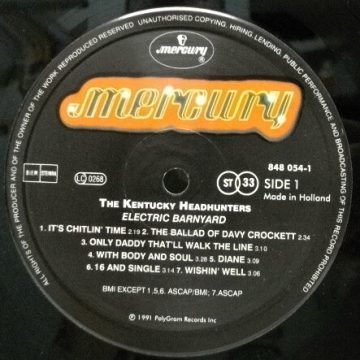 ALL RIGHTS OF THE PRODUCER AND OF THE OWNER OF THE WORK REPRODUCED RESERVED. UNAUTHORISED COPYING, HIRING, LENDING, PUBLIC PERFORMANCE AND BROADCASTING OF THIS RECORD PROHIBITED
mercury
®
mercury
848 054-1
B·I·E·M STEMRA
LC 0268
ST 33
SIDE 1
Made in Holland
THE KENTUCKY HEADHUNTERS
ELECTRIC BARNYARD
1. IT'S CHITLIN' TIME 2:19 2. THE BALLAD OF DAVY CROCKETT 2:34
3. ONLY DADDY THAT'LL WALK THE LINE 3:10
4. WITH BODY AND SOUL 3:28 5. DIANE 3:09
6. 16 AND SINGLE 3:14 7. WISHIN' WELL 3:06
BMI EXCEPT 1,5,6. ASCAP/BMI; 7. ASCAP
℗ 1991 PolyGram Records Inc